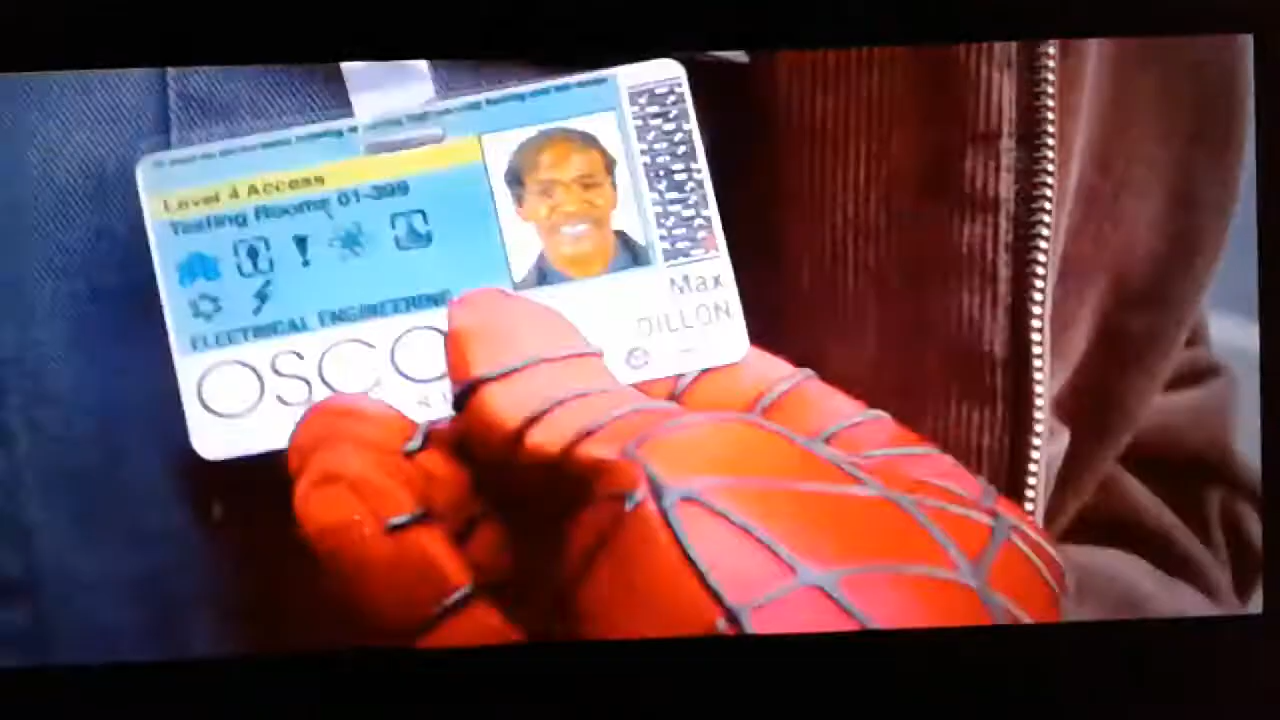 Level 4 Access
Testing Rooms 01-399
ELECTRICAL ENGINEERING
OSCO
Max
DILLON